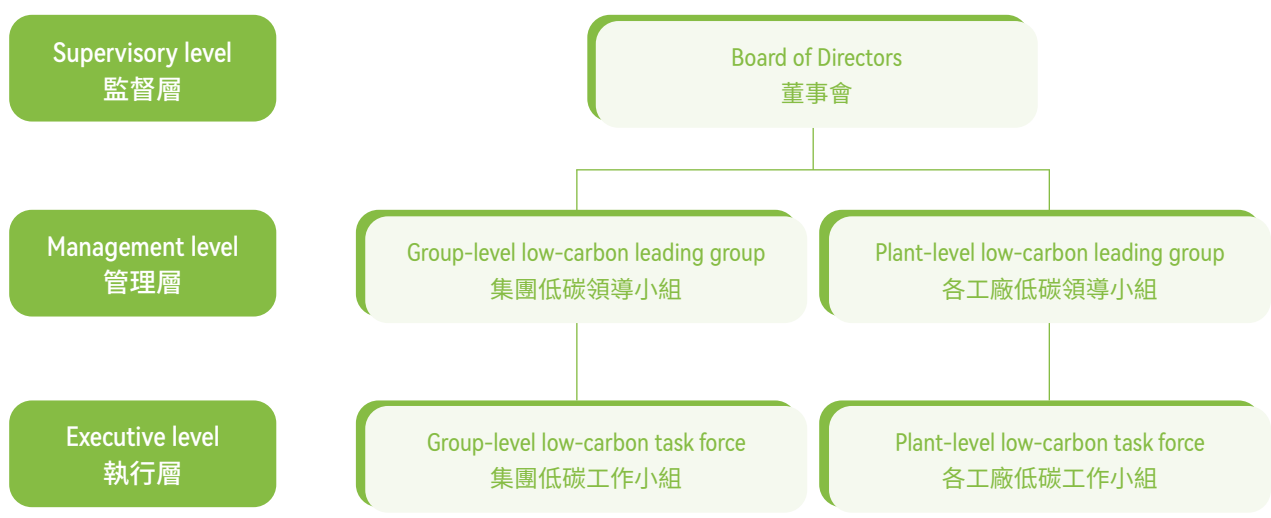 Supervisory level
監督層
Board of Directors
董事會
Management level
管理層
Group-level low-carbon leading group
集團低碳領導小組
Plant-level low-carbon leading group
各工廠低碳領導小組
Executive level
執行層
Group-level low-carbon task force
集團低碳工作小組
Plant-level low-carbon task force
各工廠低碳工作小組